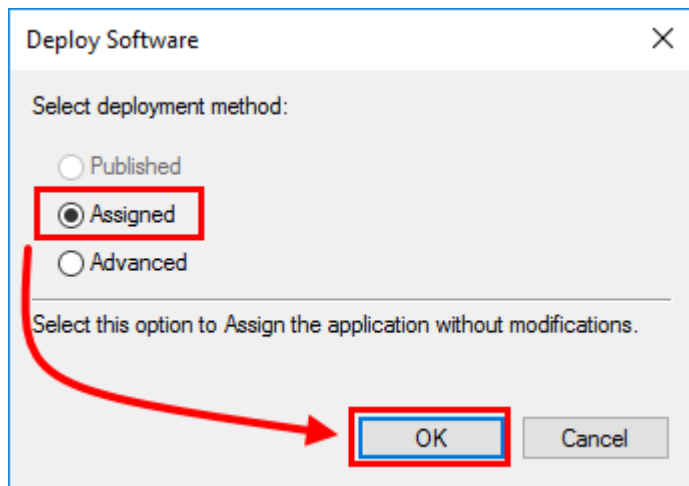 Deploy Software
Select deployment method:
Published
Assigned
Advanced
Select this option to Assign the application without modifications.
OK
Cancel